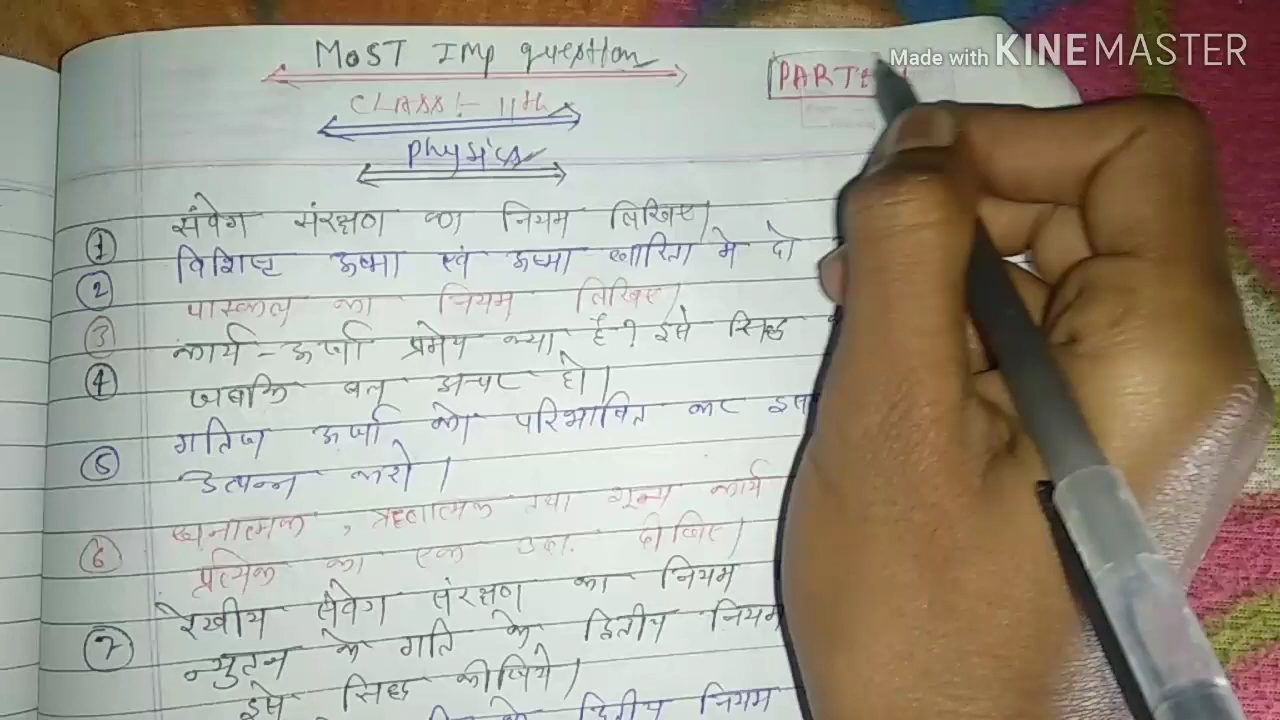 Made with KINEMASTER
MOST Imp question
PART
CLASS:- 11th
Physics
① संवेग संरक्षण का नियम लिखिए।
② विशिष्ट ऊष्मा एवं ऊष्मा धारिता मे दो
③ पास्कल का नियम लिखिए।
④ कार्य-ऊर्जा प्रमेय क्या है? इसे सिद्ध
जबकि बल अचर हो।
⑤ गतिज ऊर्जा को परिभाषित कर
उत्पन्न करो।
⑥ धनात्मक, ऋणात्मक तथा शून्य कार्य
प्रत्येक का एक उदा. दीजिए।
⑦ रेखीय संवेग संरक्षण का नियम
न्युटन के गति के द्वितीय नियम
इसे सिद्ध कीजिये।
द्वितीय नियम